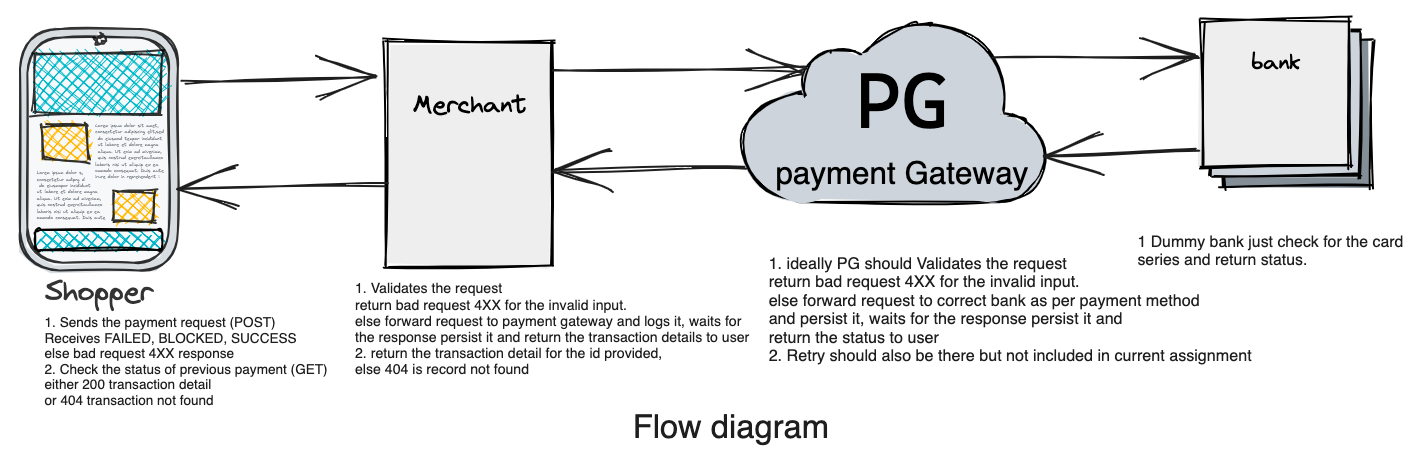 Merchant
PG
payment Gateway
bank
Lorem ipsum dolor sit amet,
Lorem ipsum dolor s,
Shopper
1. Sends the payment request (POST)
Receives FAILED, BLOCKED, SUCCESS
else bad request 4XX response
2. Check the status of previous payment (GET)
either 200 transaction detail
or 404 transaction not found
1. Validates the request
return bad request 4XX for the invalid input.
else forward request to payment gateway and logs it, waits for
the response persist it and return the transaction details to user
2. return the transaction detail for the id provided,
else 404 is record not found
1. ideally PG should Validates the request
return bad request 4XX for the invalid input.
else forward request to correct bank as per payment method
and persist it, waits for the response persist it and
return the status to user
2. Retry should also be there but not included in current assignment
1 Dummy bank just check for the card
series and return status.
Flow diagram